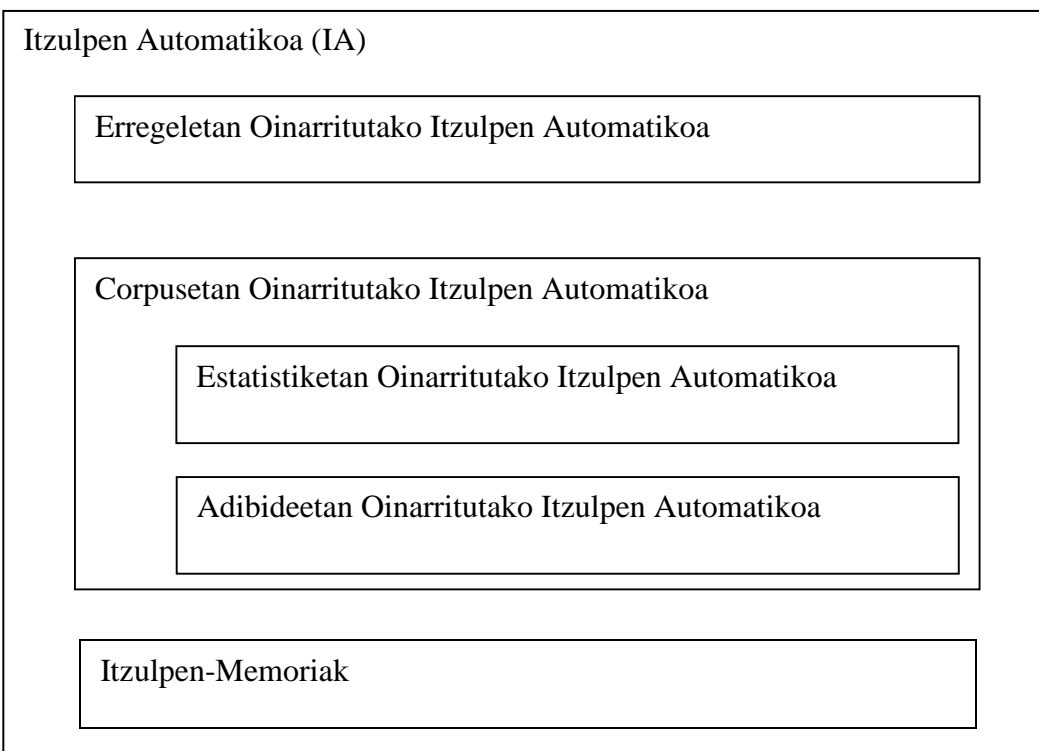 Itzulpen Automatikoa (IA)
Erregeletan Oinarritutako Itzulpen Automatikoa
Corpusetan Oinarritutako Itzulpen Automatikoa
Estatistiketan Oinarritutako Itzulpen Automatikoa
Adibideetan Oinarritutako Itzulpen Automatikoa
Itzulpen-Memoriak